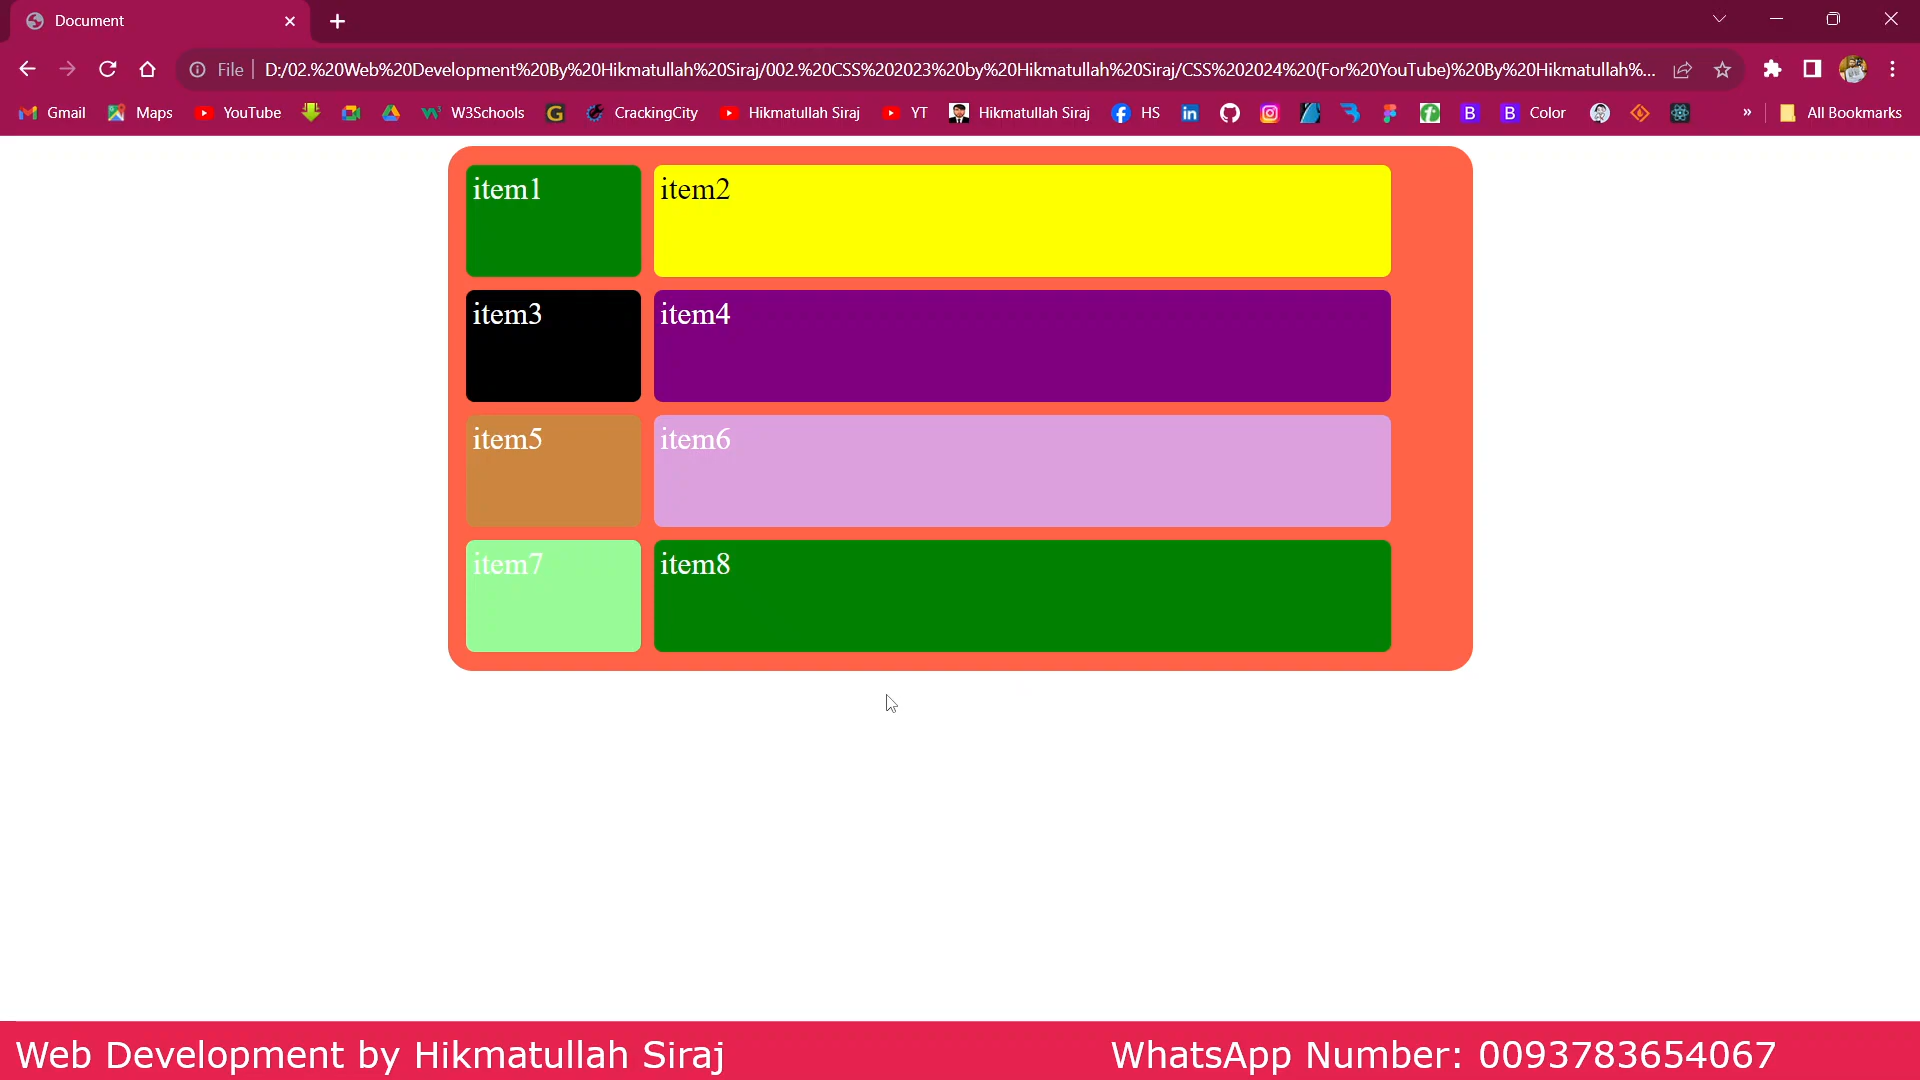 Document
File
D:/02.%20Web%20Development%20By%20Hikmatullah%20Siraj/002.%20CSS%202023%20by%20Hikmatullah%20Siraj/CSS%202024%20(For%20YouTube)%20By%20Hikmatullah%...
Gmail Maps YouTube W3Schools CrackingCity Hikmatullah Siraj YT Hikmatullah Siraj HS Color » All Bookmarks
item1 item2
item3 item4
item5 item6
item7 item8
Web Development by Hikmatullah Siraj WhatsApp Number: 0093783654067